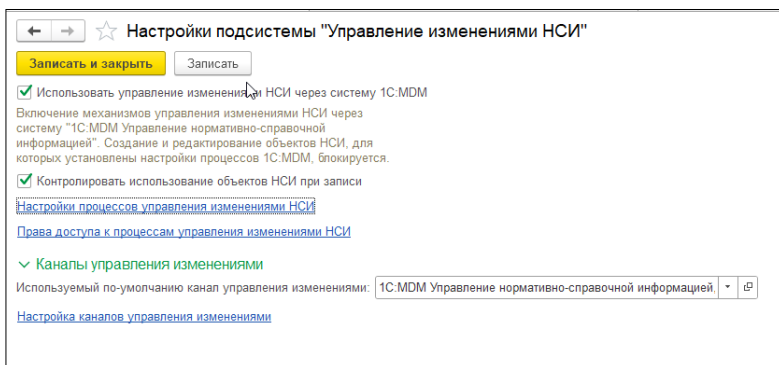 Настройки подсистемы "Управление изменениями НСИ"
Записать и закрыть Записать
Использовать управление изменениями НСИ через систему 1С:MDM
Включение механизмов управления изменениями НСИ через
систему "1С:MDM Управление нормативно-справочной
информацией". Создание и редактирование объектов НСИ, для
которых установлены настройки процессов 1С:MDM, блокируется.
Контролировать использование объектов НСИ при записи
Настройки процессов управления изменениями НСИ
Права доступа к процессам управления изменениями НСИ
Каналы управления изменениями
Используемый по-умолчанию канал управления изменениями: 1С:MDM Управление нормативно-справочной информацией,
Настройка каналов управления изменениями